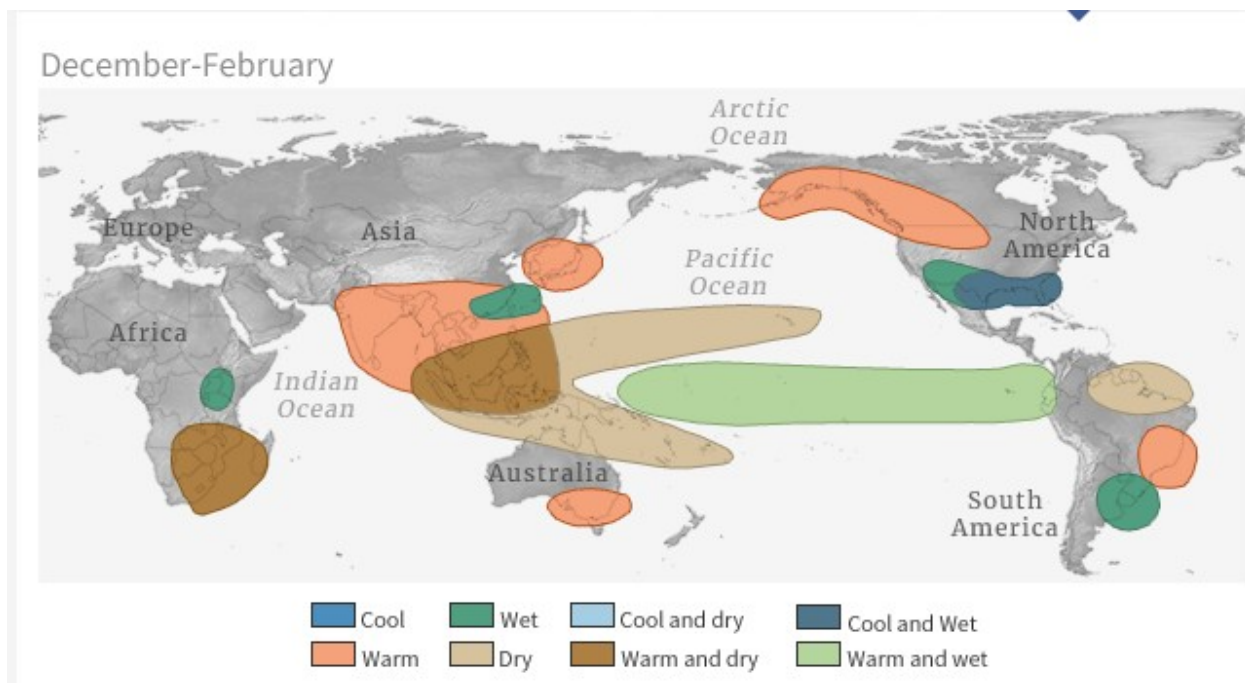 December-February
Arctic
Ocean
Europe
Asia
North
America
Pacific
Ocean
Africa
Indian
Ocean
Australia
South
America
Cool
Wet
Cool and dry
Cool and Wet
Warm
Dry
Warm and dry
Warm and wet